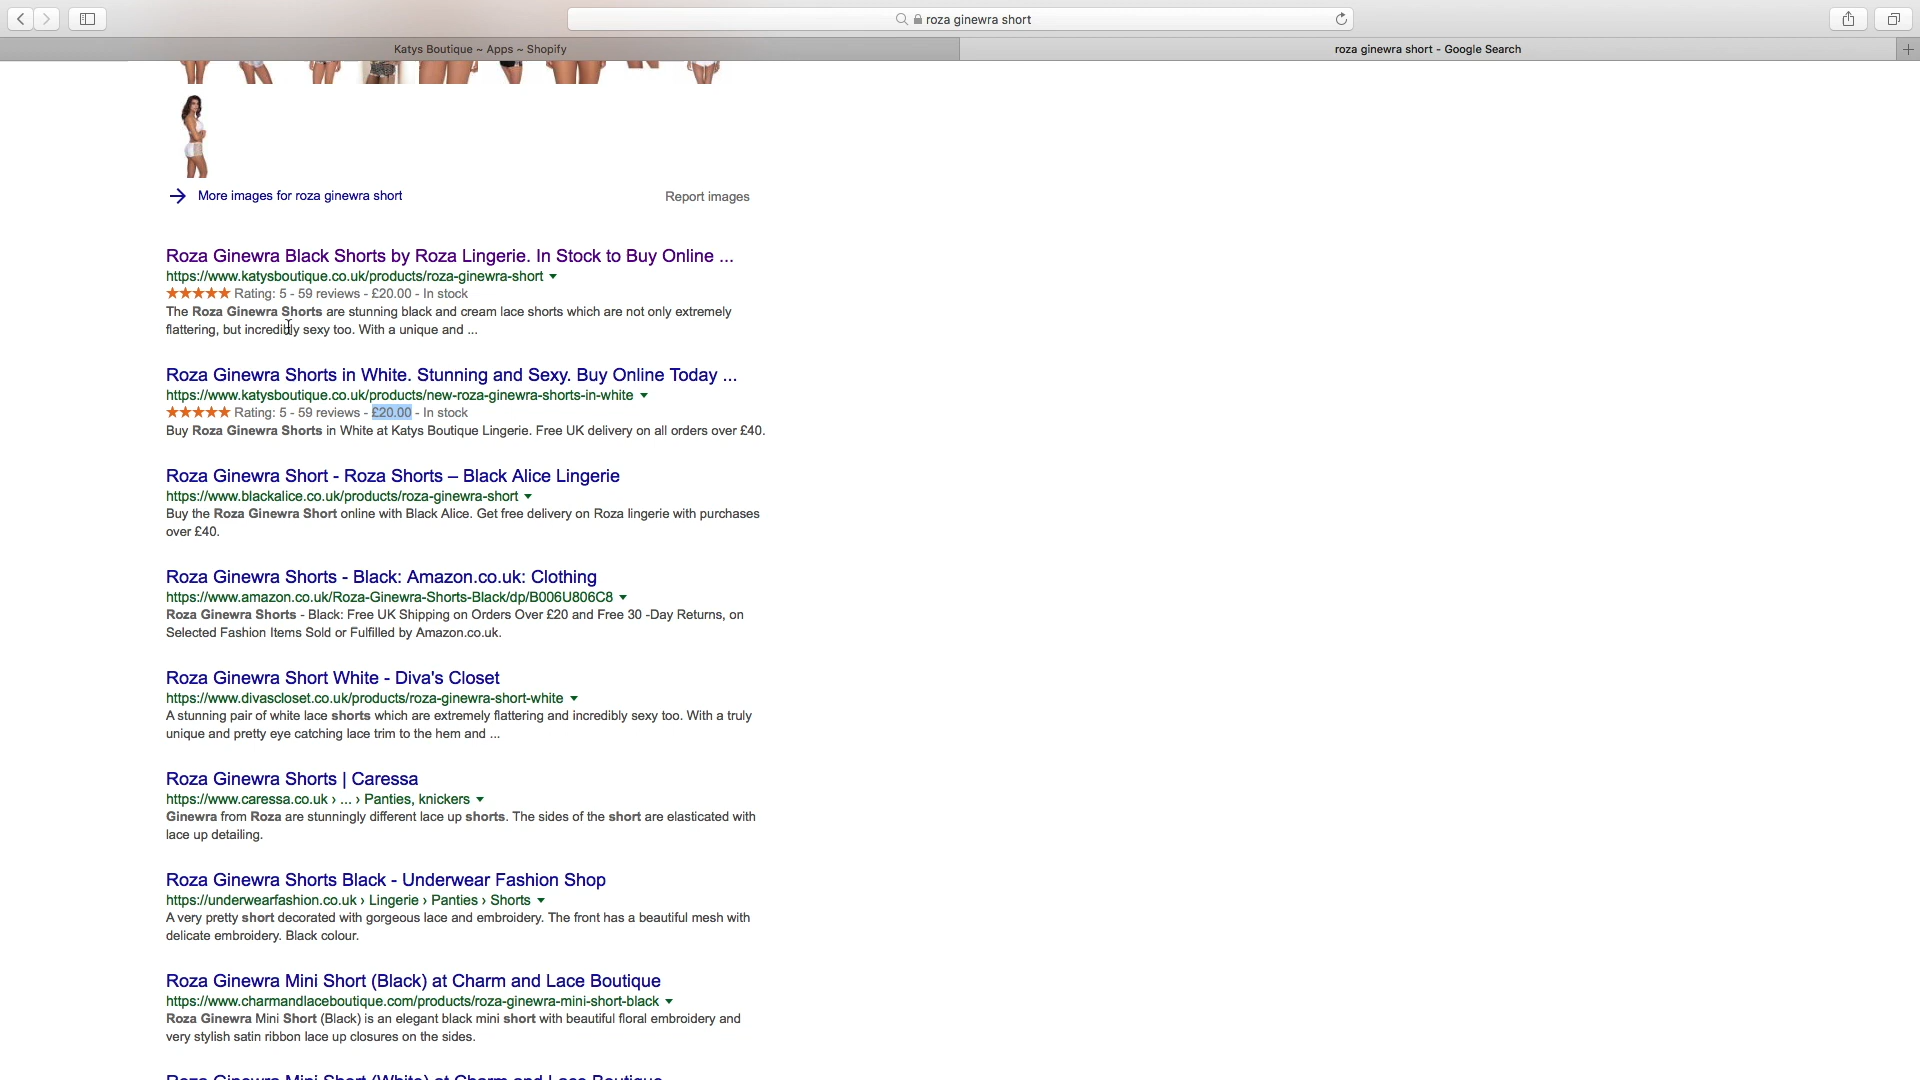 roza ginewra short
Katys Boutique ~ Apps ~ Shopify
roza ginewra short - Google Search
More images for roza ginewra short
Report images
Roza Ginewra Black Shorts by Roza Lingerie. In Stock to Buy Online ...
https://www.katysboutique.co.uk/products/roza-ginewra-short
Rating: 5 - 59 reviews - £20.00 - In stock
The Roza Ginewra Shorts are stunning black and cream lace shorts which are not only extremely
flattering, but incredibly sexy too. With a unique and ...
Roza Ginewra Shorts in White. Stunning and Sexy. Buy Online Today ...
https://www.katysboutique.co.uk/products/new-roza-ginewra-shorts-in-white
Rating: 5 - 59 reviews - £20.00 - In stock
Buy Roza Ginewra Shorts in White at Katys Boutique Lingerie. Free UK delivery on all orders over £40.
Roza Ginewra Short - Roza Shorts – Black Alice Lingerie
https://www.blackalice.co.uk/products/roza-ginewra-short
Buy the Roza Ginewra Short online with Black Alice. Get free delivery on Roza lingerie with purchases
over £40.
Roza Ginewra Shorts - Black: Amazon.co.uk: Clothing
https://www.amazon.co.uk/Roza-Ginewra-Shorts-Black/dp/B006U806C8
Roza Ginewra Shorts - Black: Free UK Shipping on Orders Over £20 and Free 30 -Day Returns, on
Selected Fashion Items Sold or Fulfilled by Amazon.co.uk.
Roza Ginewra Short White - Diva's Closet
https://www.divascloset.co.uk/products/roza-ginewra-short-white
A stunning pair of white lace shorts which are extremely flattering and incredibly sexy too. With a truly
unique and pretty eye catching lace trim to the hem and ...
Roza Ginewra Shorts | Caressa
https://www.caressa.co.uk › ... › Panties, knickers
Ginewra from Roza are stunningly different lace up shorts. The sides of the short are elasticated with
lace up detailing.
Roza Ginewra Shorts Black - Underwear Fashion Shop
https://underwearfashion.co.uk › Lingerie › Panties › Shorts
A very pretty short decorated with gorgeous lace and embroidery. The front has a beautiful mesh with
delicate embroidery. Black colour.
Roza Ginewra Mini Short (Black) at Charm and Lace Boutique
https://www.charmandlaceboutique.com/products/roza-ginewra-mini-short-black
Roza Ginewra Mini Short (Black) is an elegant black mini short with beautiful floral embroidery and
very stylish satin ribbon lace up closures on the sides.
Roza Ginewra Mini Short (White) at Charm and Lace Boutique